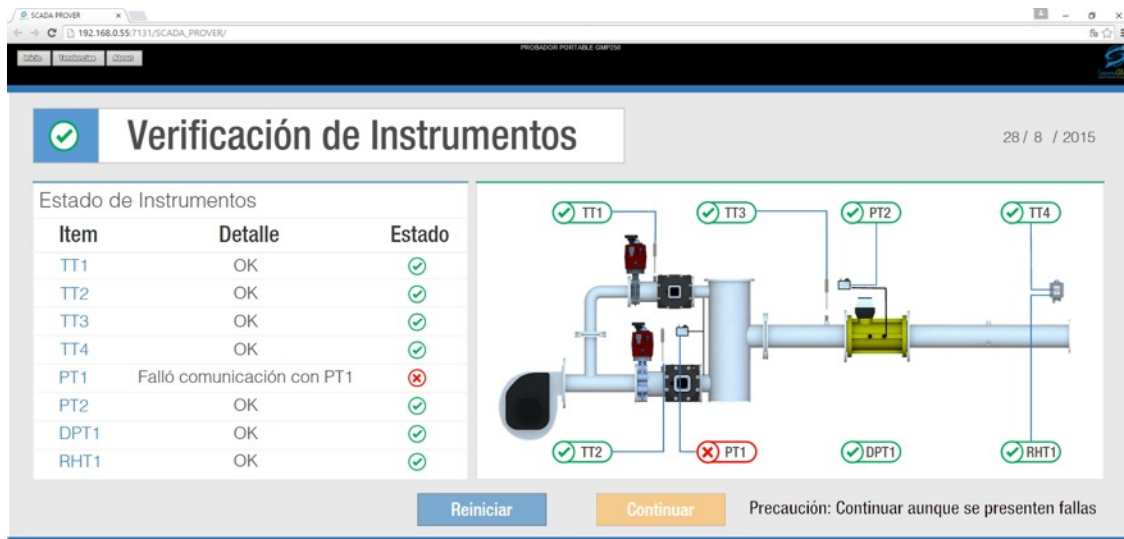 SCADA PROVER
192.168.0.55:7131/SCADA_PROVER/
PROBADOR PORTABLE GMP250
Inicio Tendencias About
Verificación de Instrumentos
28 / 8 / 2015
Estado de Instrumentos
Item Detalle Estado
TT1 OK
TT2 OK
TT3 OK
TT4 OK
PT1 Falló comunicación con PT1
PT2 OK
DPT1 OK
RHT1 OK
TT1 TT3 PT2 TT4
TT2 PT1 DPT1 RHT1
Reiniciar Continuar Precaución: Continuar aunque se presenten fallas